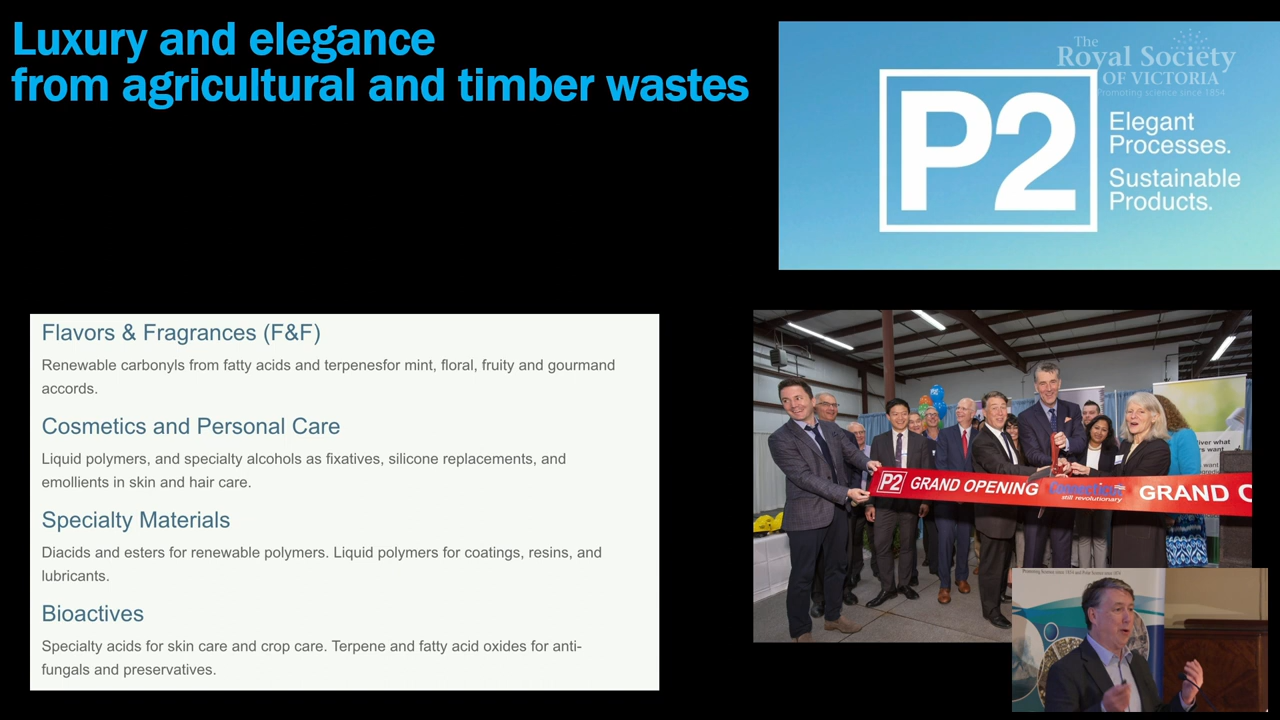 Luxury and elegance
from agricultural and timber wastes
The
Royal Society
OF VICTORIA
Promoting science since 1854
P2
Elegant
Processes.
Sustainable
Products.
Flavors & Fragrances (F&F)
Renewable carbonyls from fatty acids and terpenesfor mint, floral, fruity and gourmand
accords.
Cosmetics and Personal Care
Liquid polymers, and specialty alcohols as fixatives, silicone replacements, and
emollients in skin and hair care.
Specialty Materials
Diacids and esters for renewable polymers. Liquid polymers for coatings, resins, and
lubricants.
Bioactives
Specialty acids for skin care and crop care. Terpene and fatty acid oxides for anti-
fungals and preservatives.
P2 GRAND OPENING Connecticut GRAND O
still revolutionary